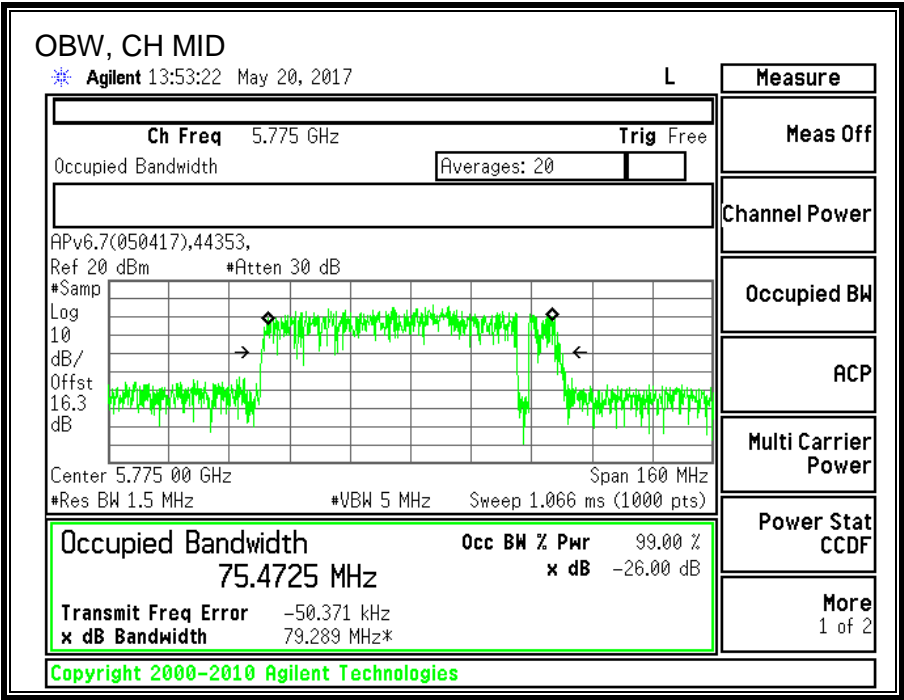 OBW, CH MID
Agilent 13:53:22 May 20, 2017 L
Measure
Ch Freq 5.775 GHz Trig Free
Occupied Bandwidth Averages: 20
APv6.7(050417),44353,
Ref 20 dBm #Atten 30 dB
#Samp
Log
10
dB/
Offst
16.3
dB
Center 5.775 00 GHz Span 160 MHz
#Res BW 1.5 MHz #VBW 5 MHz Sweep 1.066 ms (1000 pts)
Occupied Bandwidth Occ BW % Pwr 99.00 %
75.4725 MHz x dB -26.00 dB
Transmit Freq Error -50.371 kHz
x dB Bandwidth 79.289 MHz*
Copyright 2000-2010 Agilent Technologies
Meas Off
Channel Power
Occupied BW
ACP
Multi Carrier
Power
Power Stat
CCDF
More
1 of 2